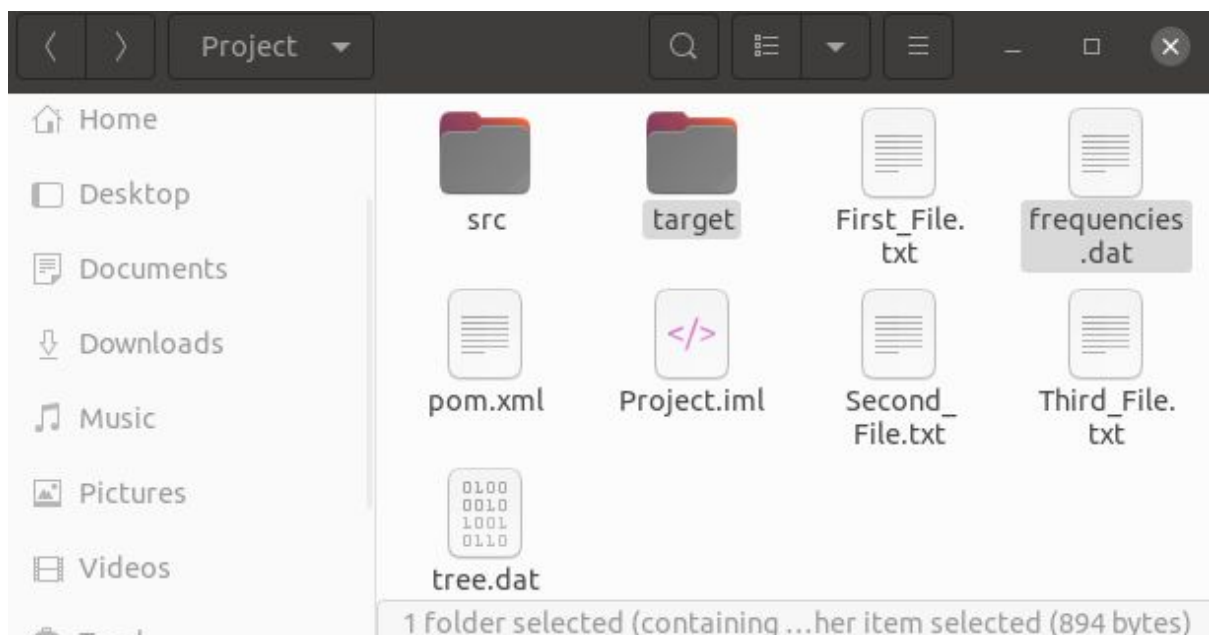 Project
Home
Desktop
Documents
Downloads
Music
Pictures
Videos
src
target
First_File.
txt
frequencies
.dat
pom.xml
</>
Project.iml
Second_
File.txt
Third_File.
txt
0100
0010
1001
0110
tree.dat
1 folder selected (containing …her item selected (894 bytes)